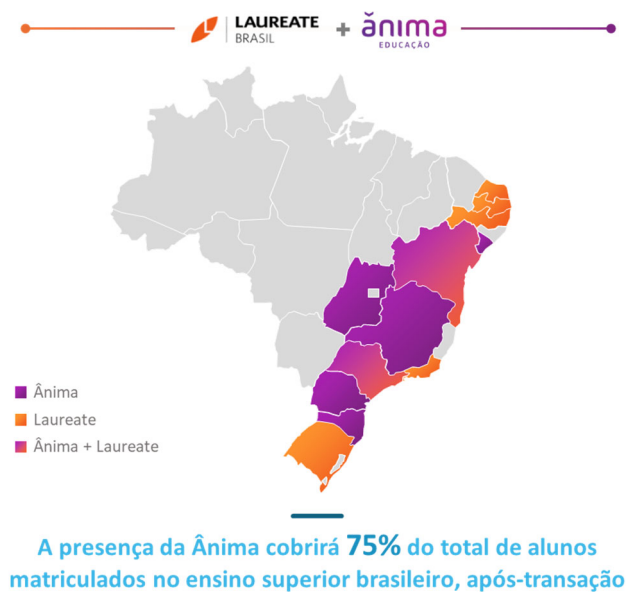 LAUREATE
BRASIL
+
ănima
EDUCAÇÃO
Ânima
Laureate
Ânima + Laureate
A presença da Ânima cobrirá 75% do total de alunos
matriculados no ensino superior brasileiro, após-transação